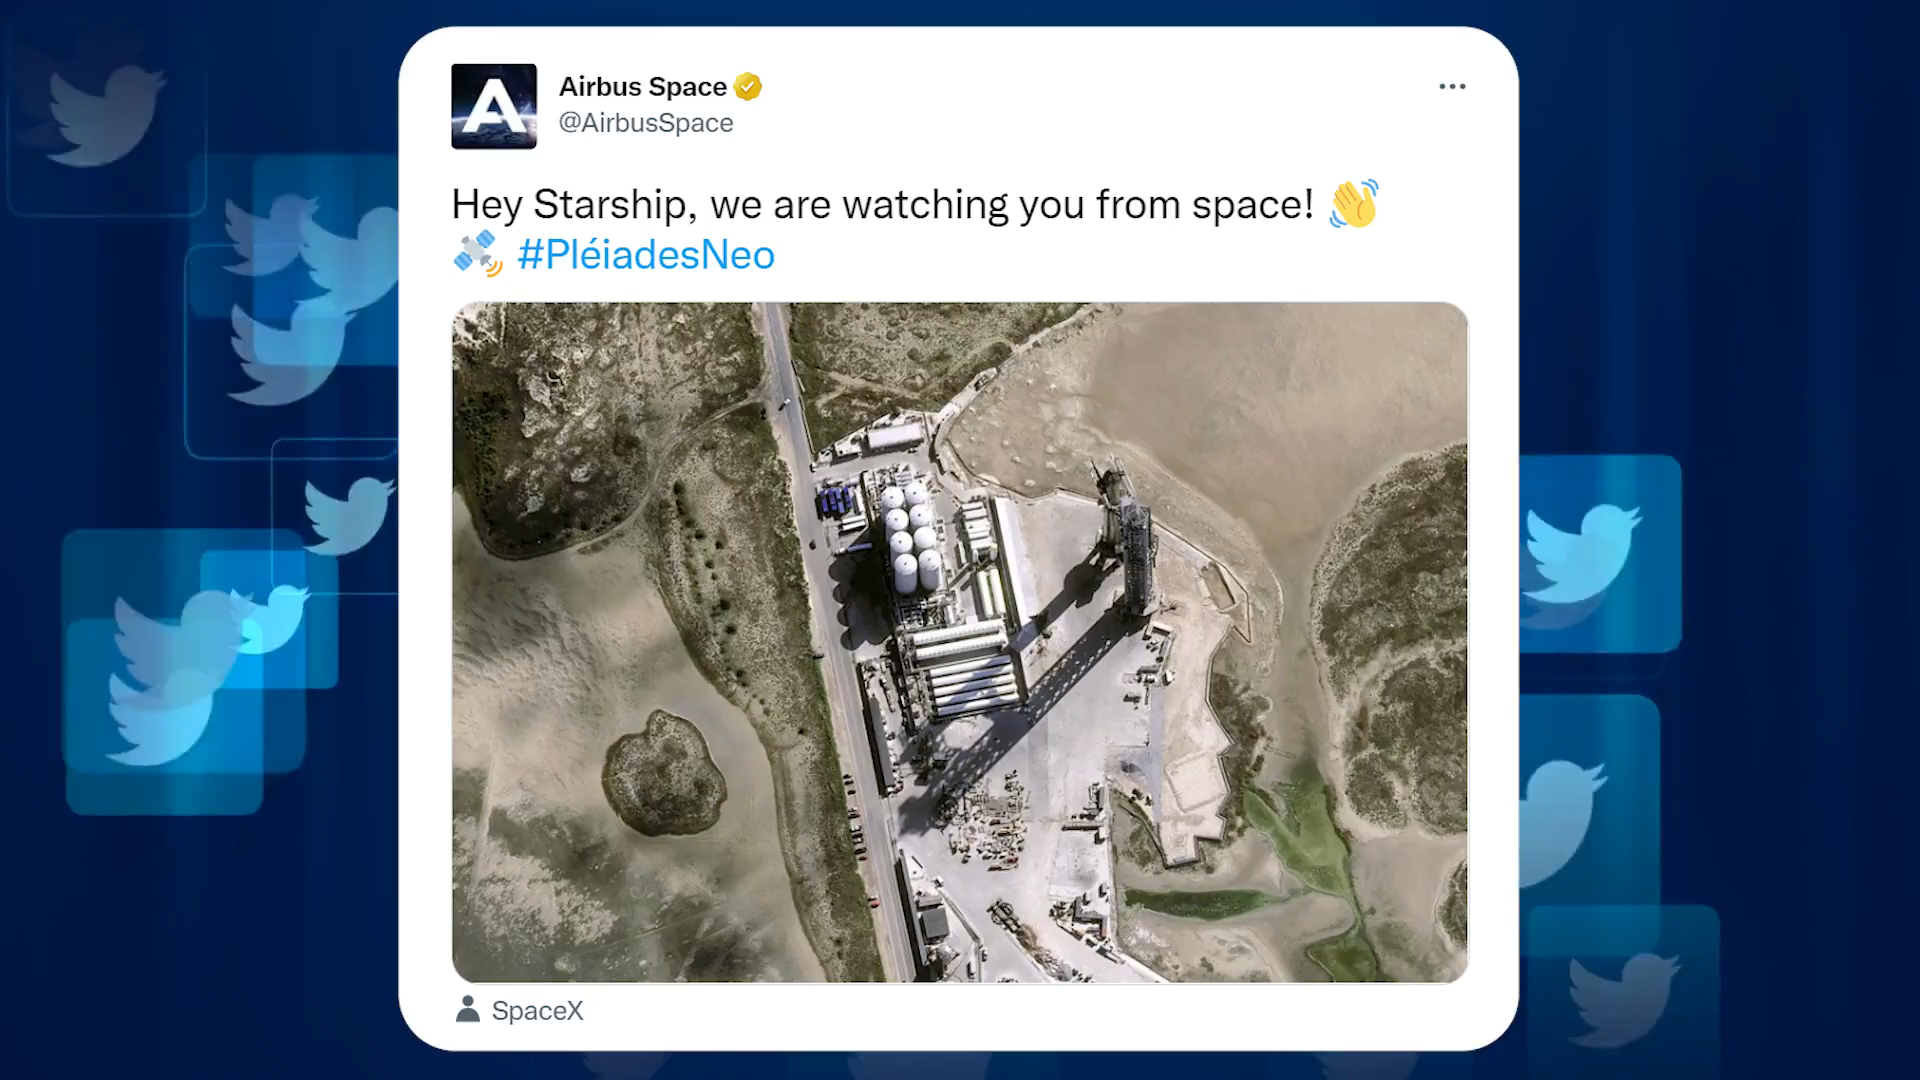 Airbus Space
@AirbusSpace
Hey Starship, we are watching you from space! 👋
🛰️ #PléiadesNeo
SpaceX